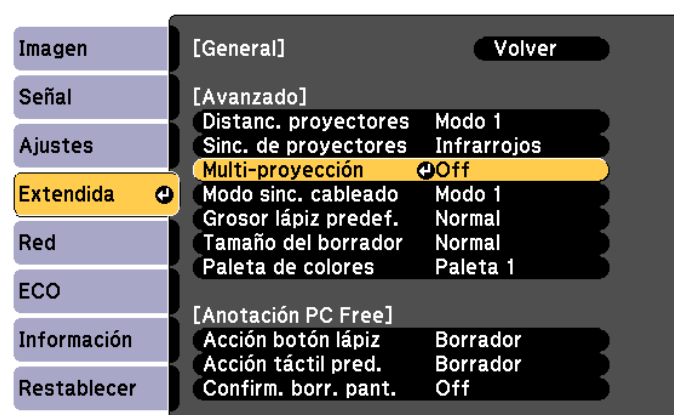 Imagen
Señal
Ajustes
Extendida
Red
ECO
Información
Restablecer
[General] Volver
[Avanzado]
Distanc. proyectores Modo 1
Sinc. de proyectores Infrarrojos
Multi-proyección Off
Modo sinc. cableado Modo 1
Grosor lápiz predef. Normal
Tamaño del borrador Normal
Paleta de colores Paleta 1
[Anotación PC Free]
Acción botón lápiz Borrador
Acción táctil pred. Borrador
Confirm. borr. pant. Off